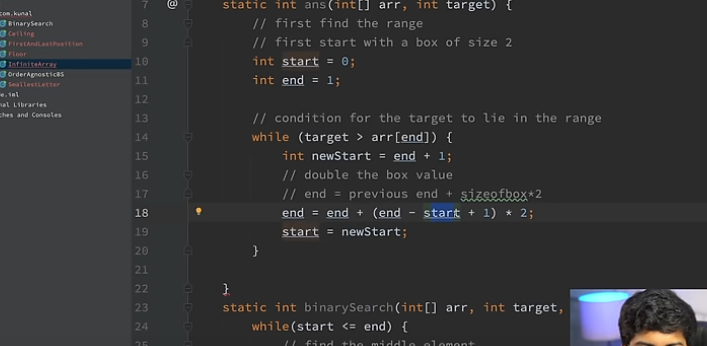 com.kunal
BinarySearch
Ceiling
FirstAndLastPosition
Floor
InfiniteArray
OrderAgnosticBS
SmallestLetter
e.iml
nal Libraries
ches and Consoles
7 @ static int ans(int[] arr, int target) {
8 // first find the range
9 // first start with a box of size 2
10 int start = 0;
11 int end = 1;
12
13 // condition for the target to lie in the range
14 while (target > arr[end]) {
15 int newStart = end + 1;
16 // double the box value
17 // end = previous end + sizeofbox*2
18 end = end + (end - start + 1) * 2;
19 start = newStart;
20 }
21
22 }
23 static int binarySearch(int[] arr, int target,
24 while(start <= end) {
25 // find the middle element